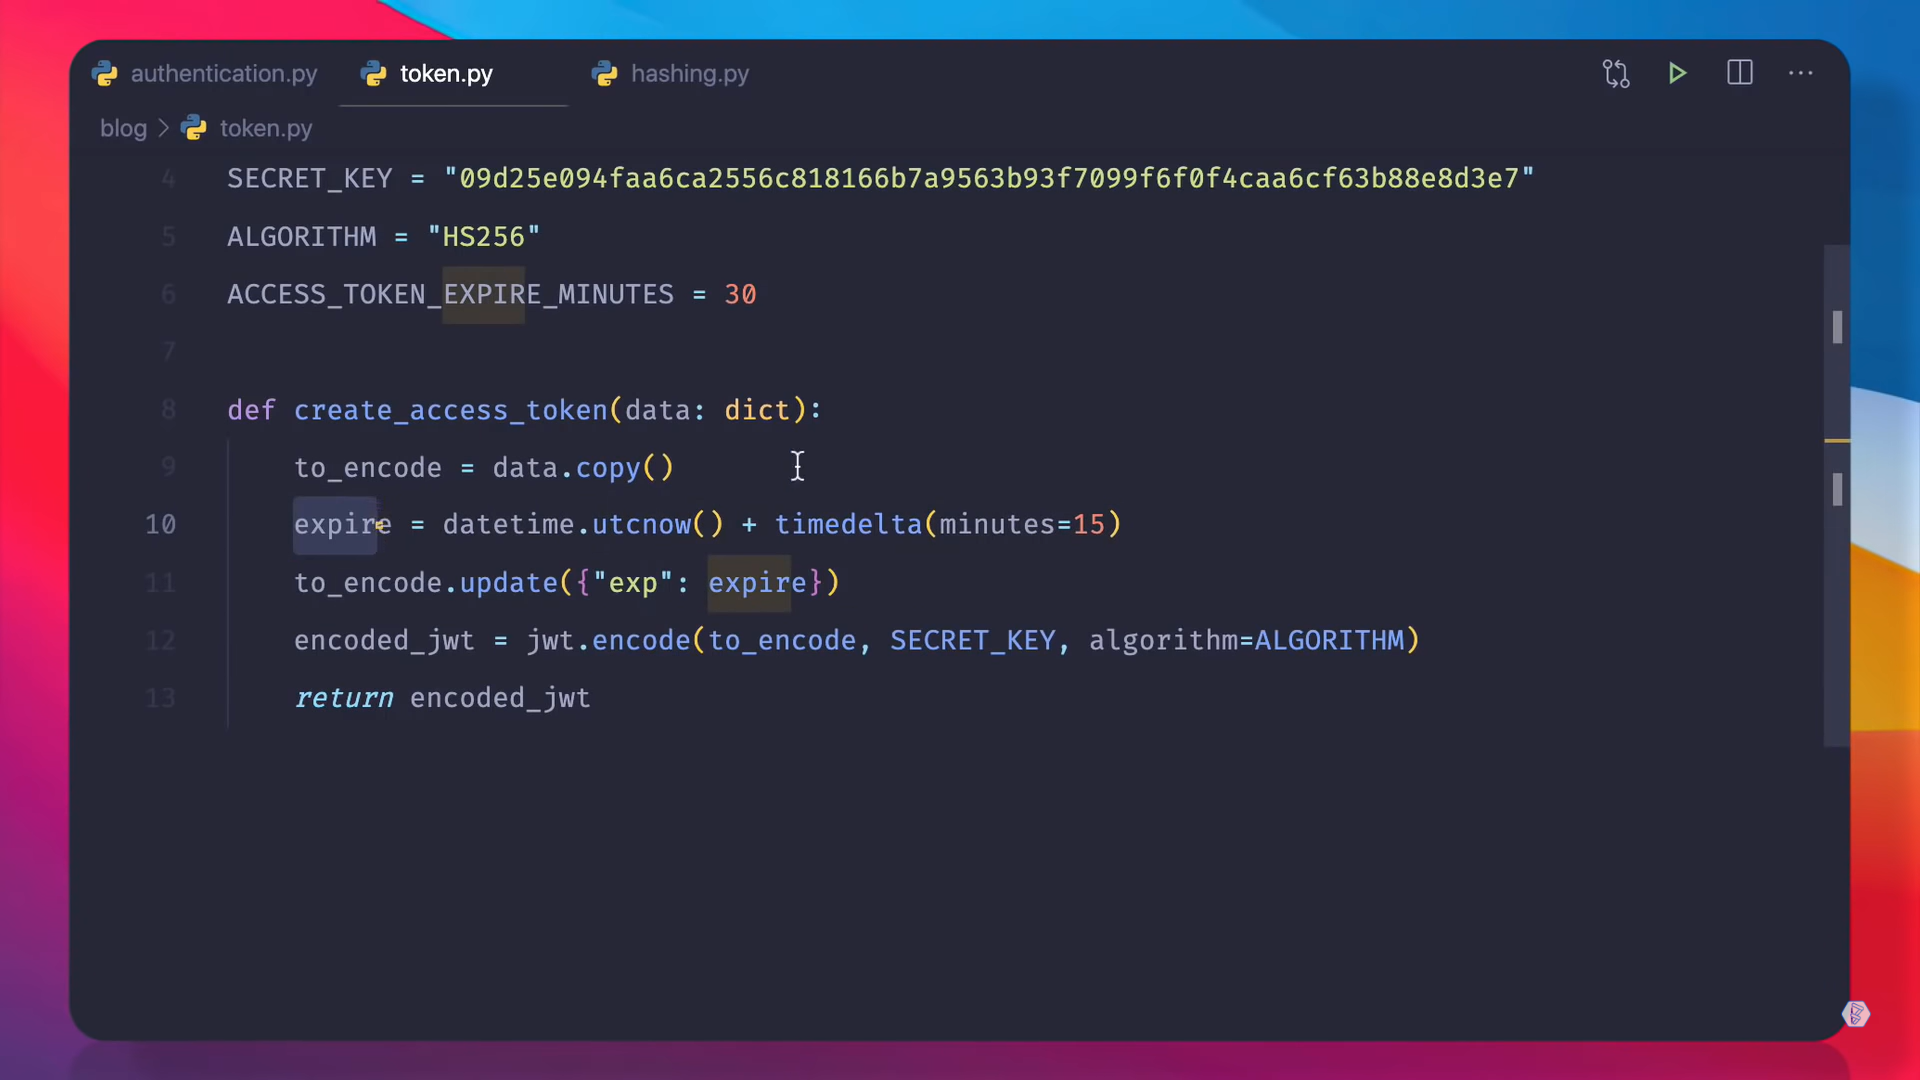 authentication.py token.py hashing.py
blog > token.py
4 SECRET_KEY = "09d25e094faa6ca2556c818166b7a9563b93f7099f6f0f4caa6cf63b88e8d3e7"
5 ALGORITHM = "HS256"
6 ACCESS_TOKEN_EXPIRE_MINUTES = 30
7
8 def create_access_token(data: dict):
9 to_encode = data.copy()
10 expire = datetime.utcnow() + timedelta(minutes=15)
11 to_encode.update({"exp": expire})
12 encoded_jwt = jwt.encode(to_encode, SECRET_KEY, algorithm=ALGORITHM)
13 return encoded_jwt